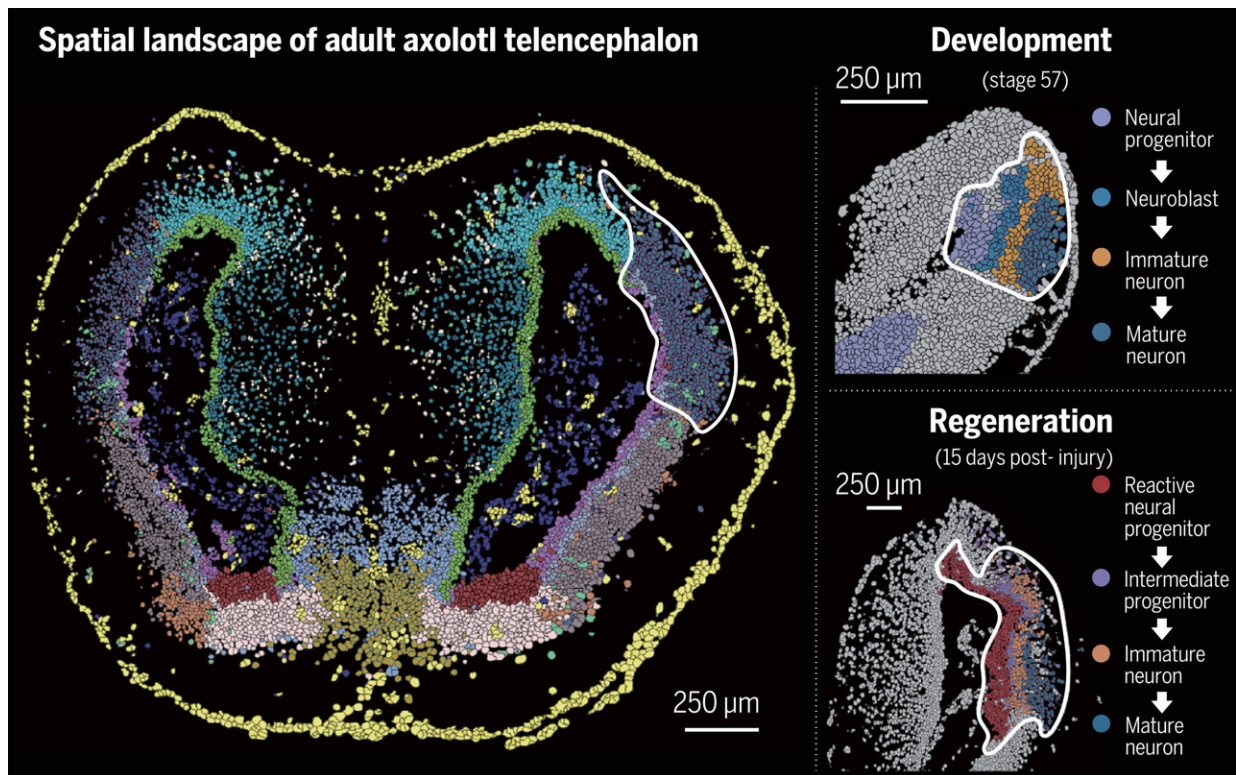 Spatial landscape of adult axolotl telencephalon
250 µm
Development
(stage 57)
250 µm
Neural
progenitor
Neuroblast
Immature
neuron
Mature
neuron
Regeneration
(15 days post- injury)
250 µm
Reactive
neural
progenitor
Intermediate
progenitor
Immature
neuron
Mature
neuron